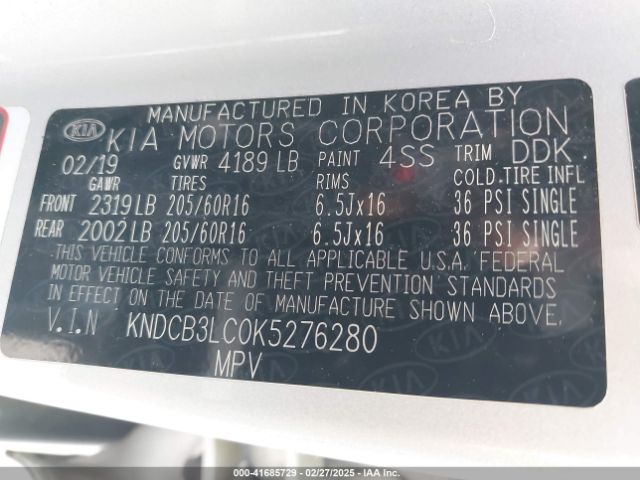 MANUFACTURED IN KOREA BY
KIA KIA MOTORS CORPORATION
02/19 GVWR 4189 LB PAINT 4SS TRIM DDK
GAWR TIRES RIMS COLD TIRE INFL
FRONT 2319 LB 205/60R16 6.5Jx16 36 PSI SINGLE
REAR 2002 LB 205/60R16 6.5Jx16 36 PSI SINGLE
THIS VEHICLE CONFORMS TO ALL APPLICABLE U.S.A. FEDERAL
MOTOR VEHICLE SAFETY AND THEFT PREVENTION STANDARDS
IN EFFECT ON THE DATE OF MANUFACTURE SHOWN ABOVE.
V.I.N KNDCB3LC0K5276280
MPV
000-41685729 - 02/27/2025 - IAAI.COM